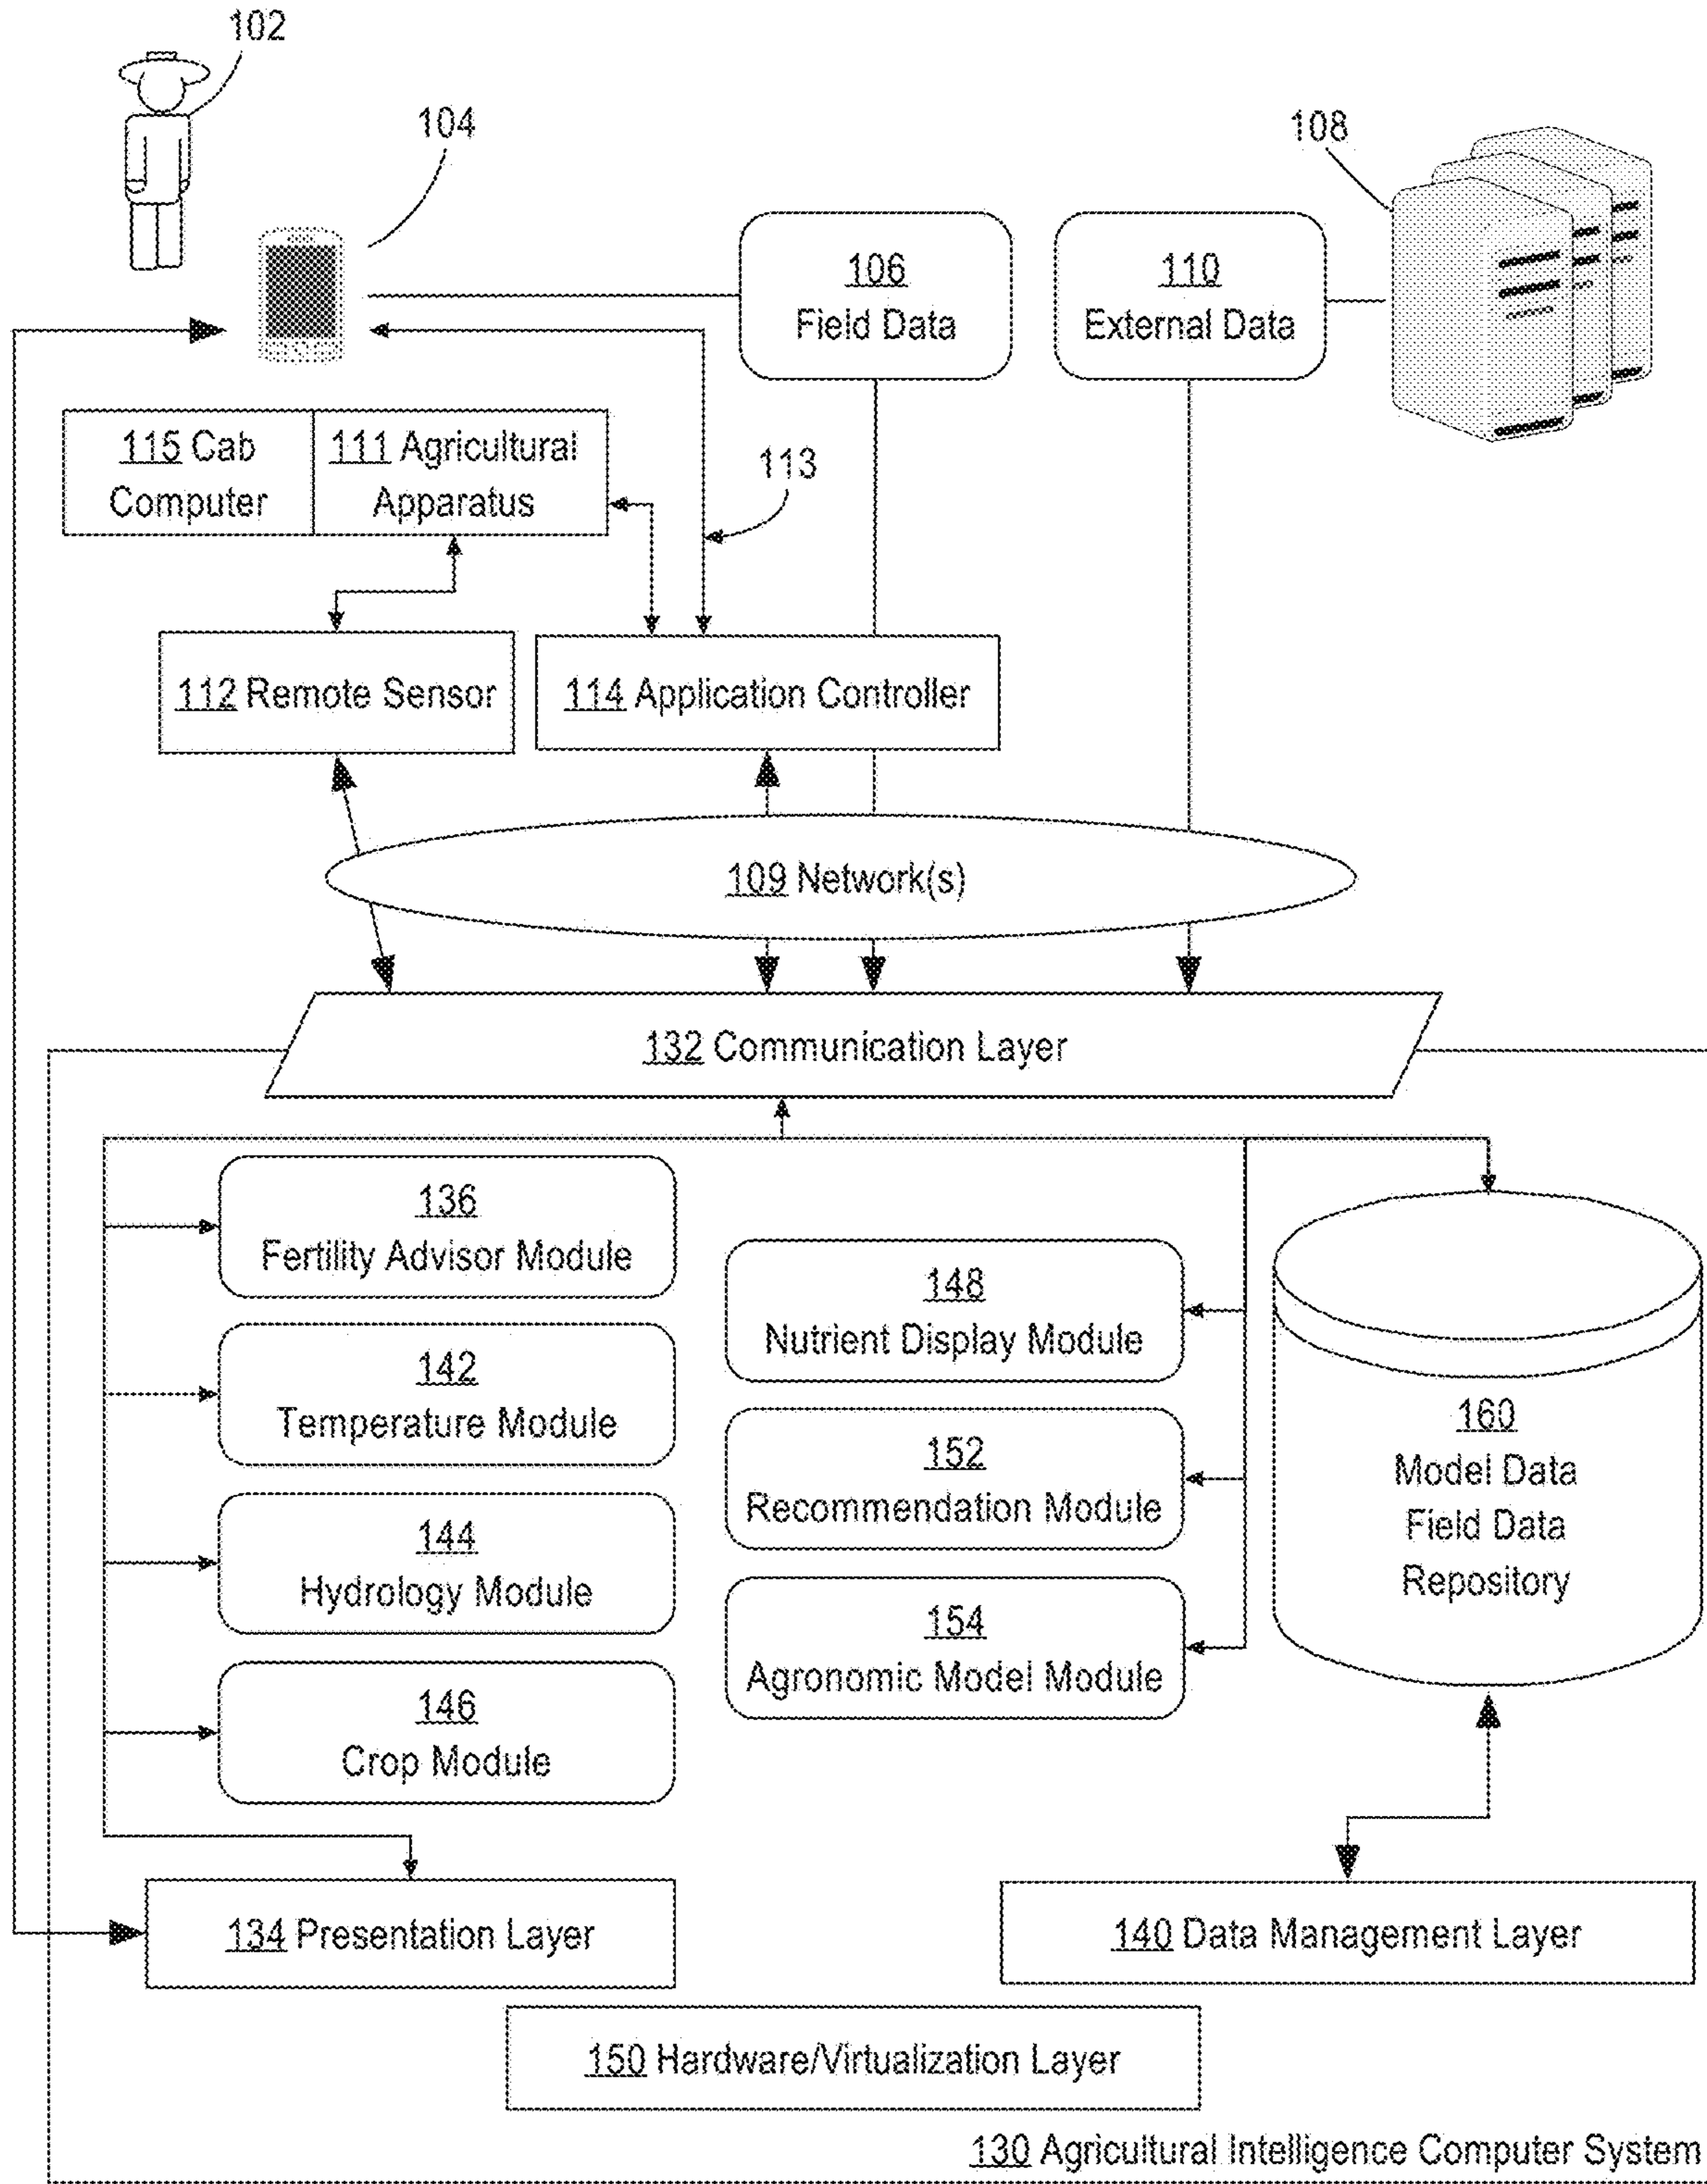 102
104
108
106
Field Data
110
External Data
115 Cab
Computer
111 Agricultural
Apparatus
113
112 Remote Sensor
114 Application Controller
109 Network(s)
132 Communication Layer
136
Fertility Advisor Module
142
Temperature Module
144
Hydrology Module
146
Crop Module
148
Nutrient Display Module
152
Recommendation Module
154
Agronomic Model Module
160
Model Data
Field Data
Repository
134 Presentation Layer
140 Data Management Layer
150 Hardware/Virtualization Layer
130 Agricultural Intelligence Computer System